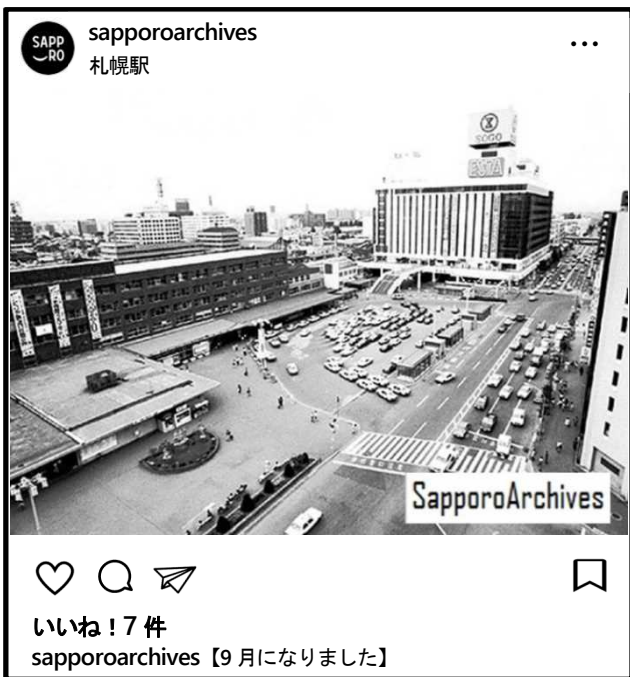 SAPP
RO
sapporoarchives
札幌駅
SOGO
ESTA
SapporoArchives
いいね！7 件
sapporoarchives【9 月になりました】